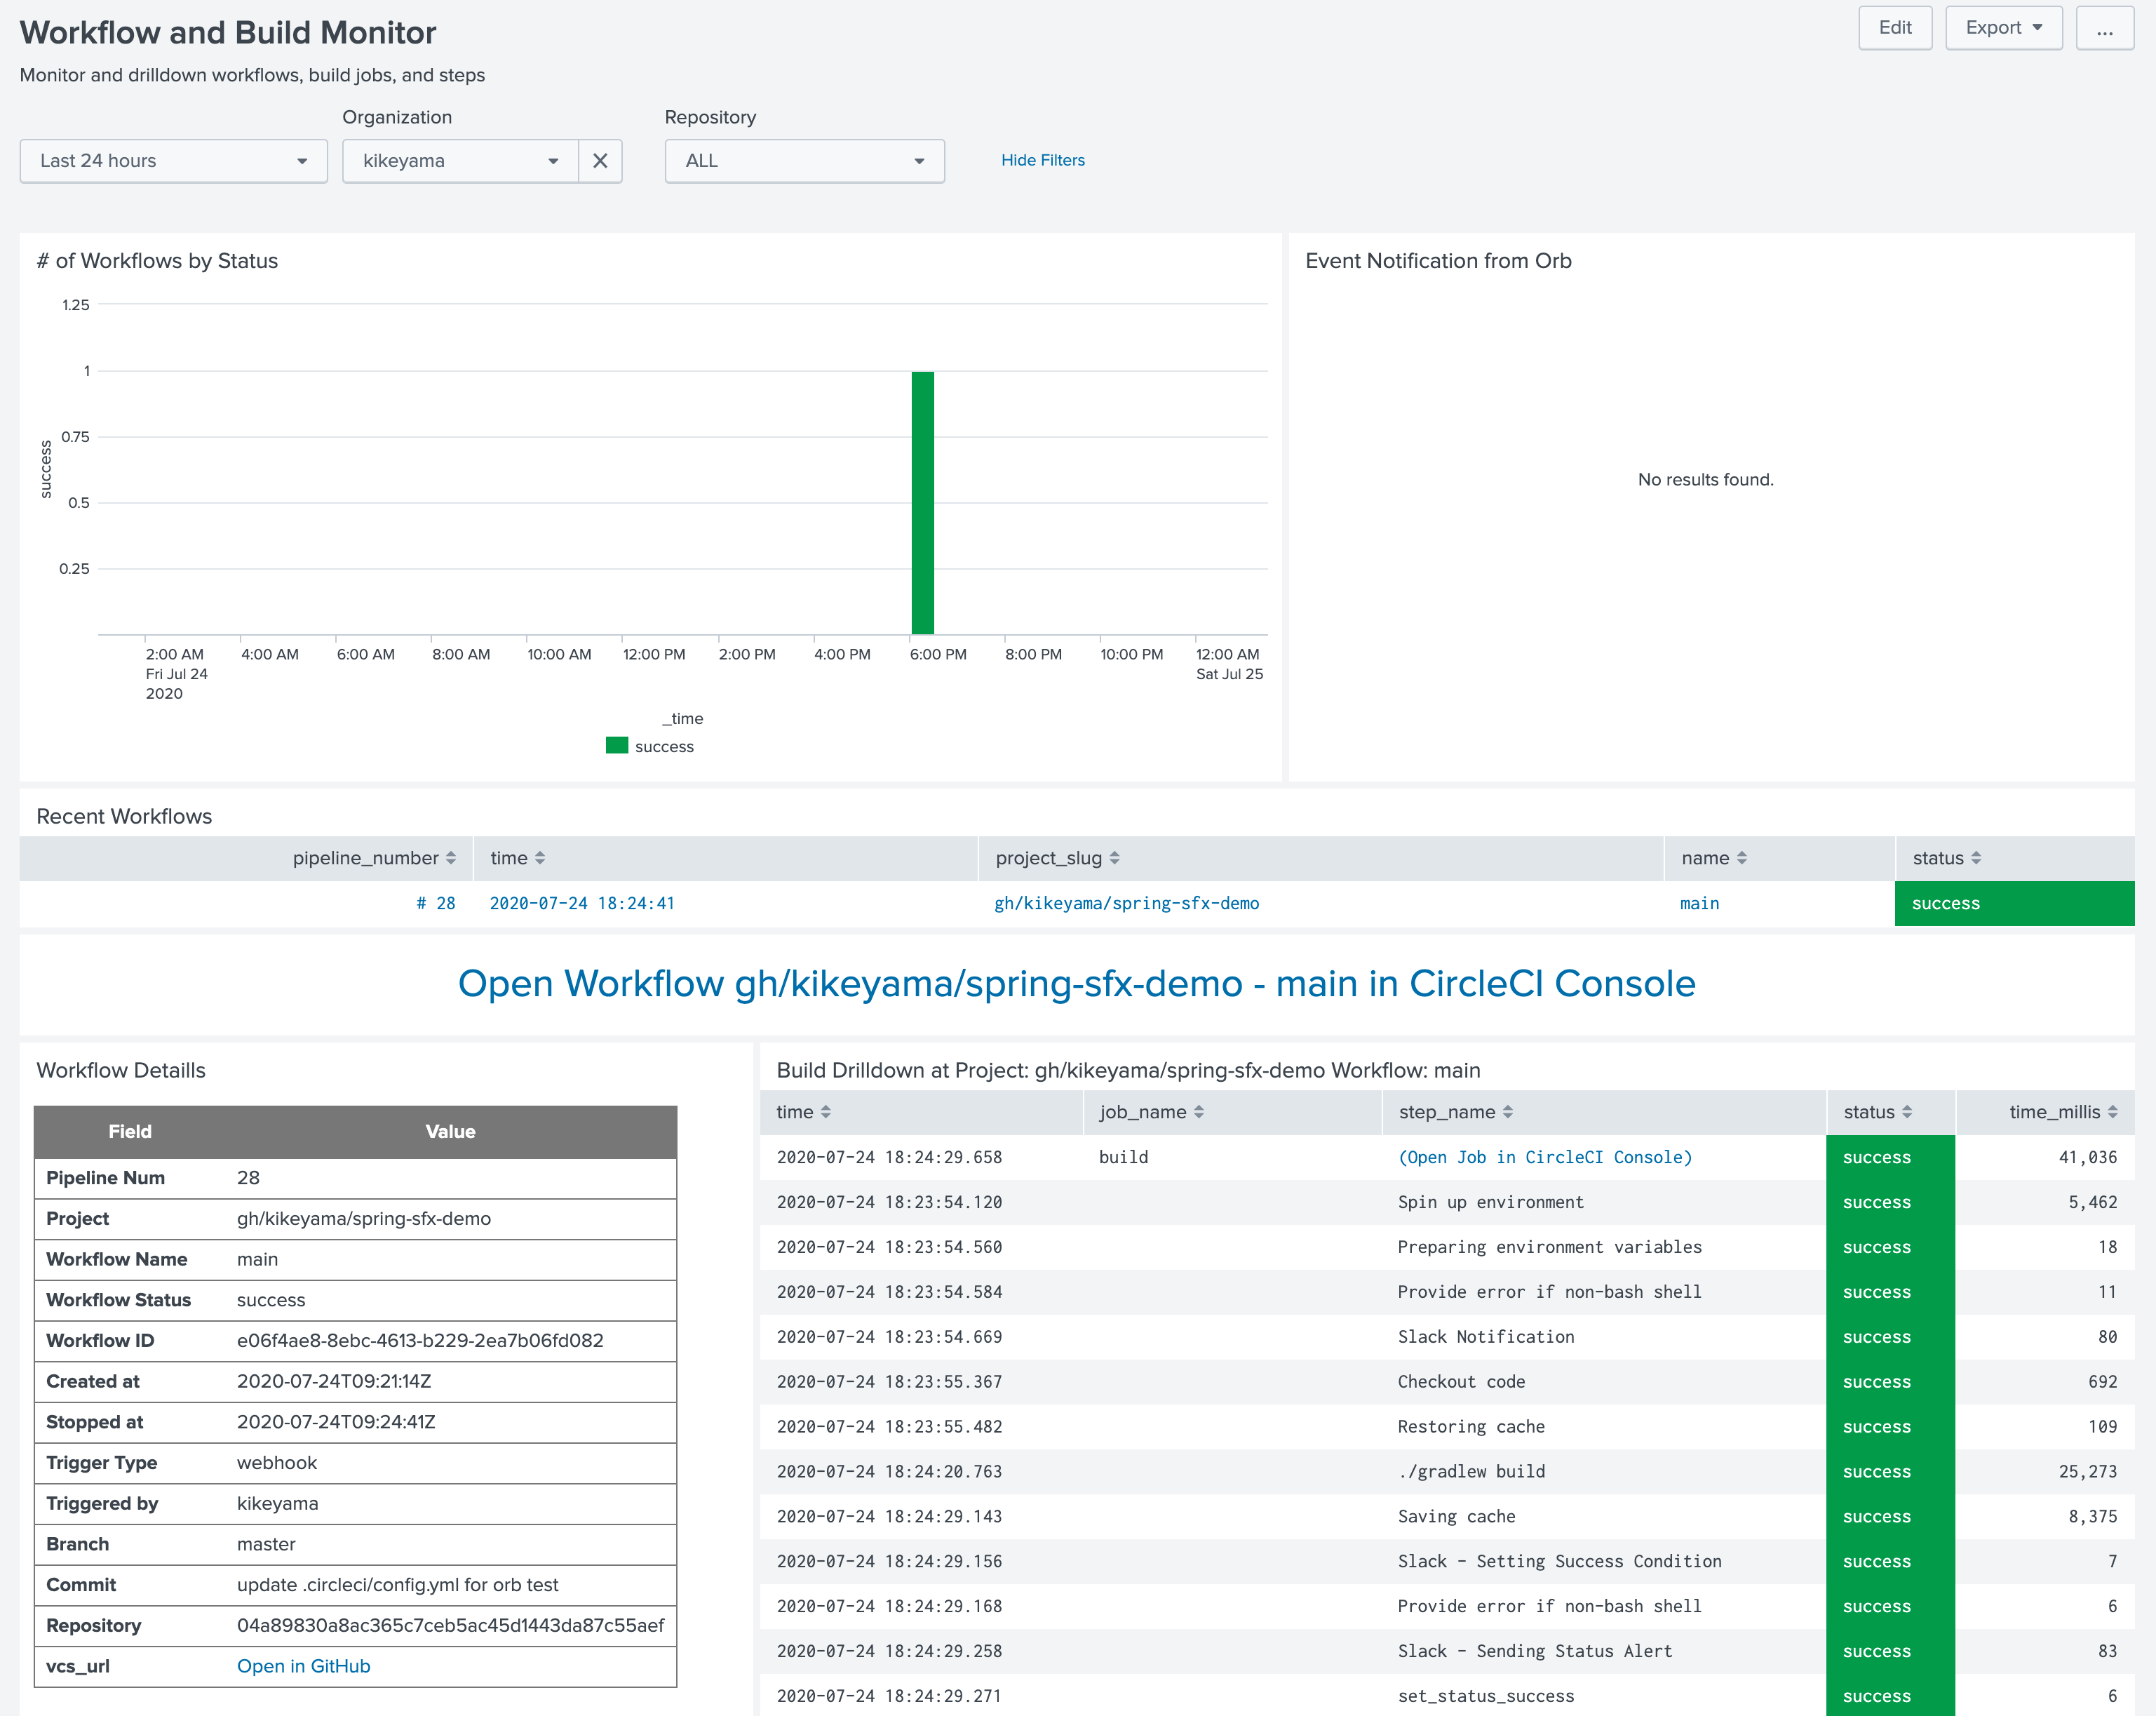 Workflow and Build Monitor
Edit
Export
...
Monitor and drilldown workflows, build jobs, and steps
Organization
Repository
Last 24 hours
kikeyama
ALL
Hide Filters
# of Workflows by Status
1.25
1
0.75
0.5
0.25
success
2:00 AM 4:00 AM 6:00 AM 8:00 AM 10:00 AM 12:00 PM 2:00 PM 4:00 PM 6:00 PM 8:00 PM 10:00 PM 12:00 AM
Fri Jul 24 Sat Jul 25
2020
_time
success
Event Notification from Orb
No results found.
Recent Workflows
pipeline_number time project_slug name status
# 28 2020-07-24 18:24:41 gh/kikeyama/spring-sfx-demo main success
Open Workflow gh/kikeyama/spring-sfx-demo - main in CircleCI Console
Workflow Detaills
Field Value
Pipeline Num 28
Project gh/kikeyama/spring-sfx-demo
Workflow Name main
Workflow Status success
Workflow ID e06f4ae8-8ebc-4613-b229-2ea7b06fd082
Created at 2020-07-24T09:21:14Z
Stopped at 2020-07-24T09:24:41Z
Trigger Type webhook
Triggered by kikeyama
Branch master
Commit update .circleci/config.yml for orb test
Repository 04a89830a8ac365c7ceb5ac45d1443da87c55aef
vcs_url Open in GitHub
Build Drilldown at Project: gh/kikeyama/spring-sfx-demo Workflow: main
time job_name step_name status time_millis
2020-07-24 18:24:29.658 build (Open Job in CircleCI Console) success 41,036
2020-07-24 18:23:54.120 Spin up environment success 5,462
2020-07-24 18:23:54.560 Preparing environment variables success 18
2020-07-24 18:23:54.584 Provide error if non-bash shell success 11
2020-07-24 18:23:54.669 Slack Notification success 80
2020-07-24 18:23:55.367 Checkout code success 692
2020-07-24 18:23:55.482 Restoring cache success 109
2020-07-24 18:24:20.763 ./gradlew build success 25,273
2020-07-24 18:24:29.143 Saving cache success 8,375
2020-07-24 18:24:29.156 Slack - Setting Success Condition success 7
2020-07-24 18:24:29.168 Provide error if non-bash shell success 6
2020-07-24 18:24:29.258 Slack - Sending Status Alert success 83
2020-07-24 18:24:29.271 set_status_success success 6